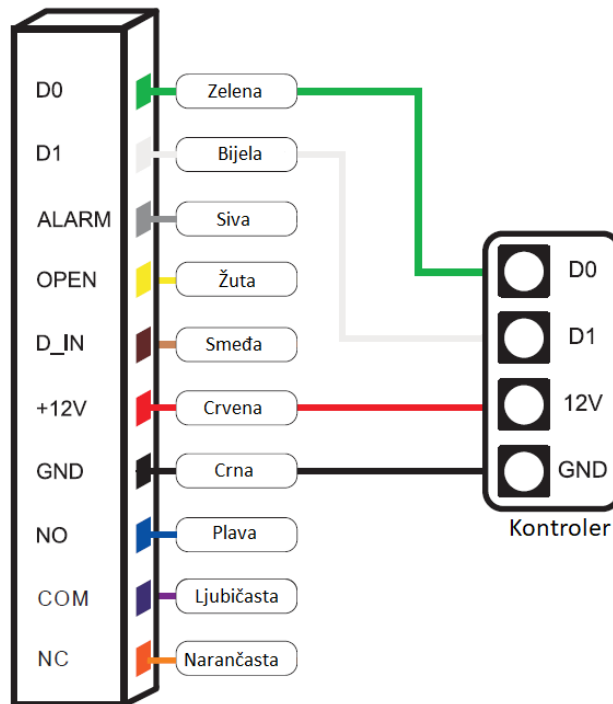 D0 Zelena
D1 Bijela
ALARM Siva
OPEN Žuta
D_IN Smeđa
+12V Crvena
GND Crna
NO Plava
COM Ljubičasta
NC Narančasta
D0
D1
12V
GND
Kontroler